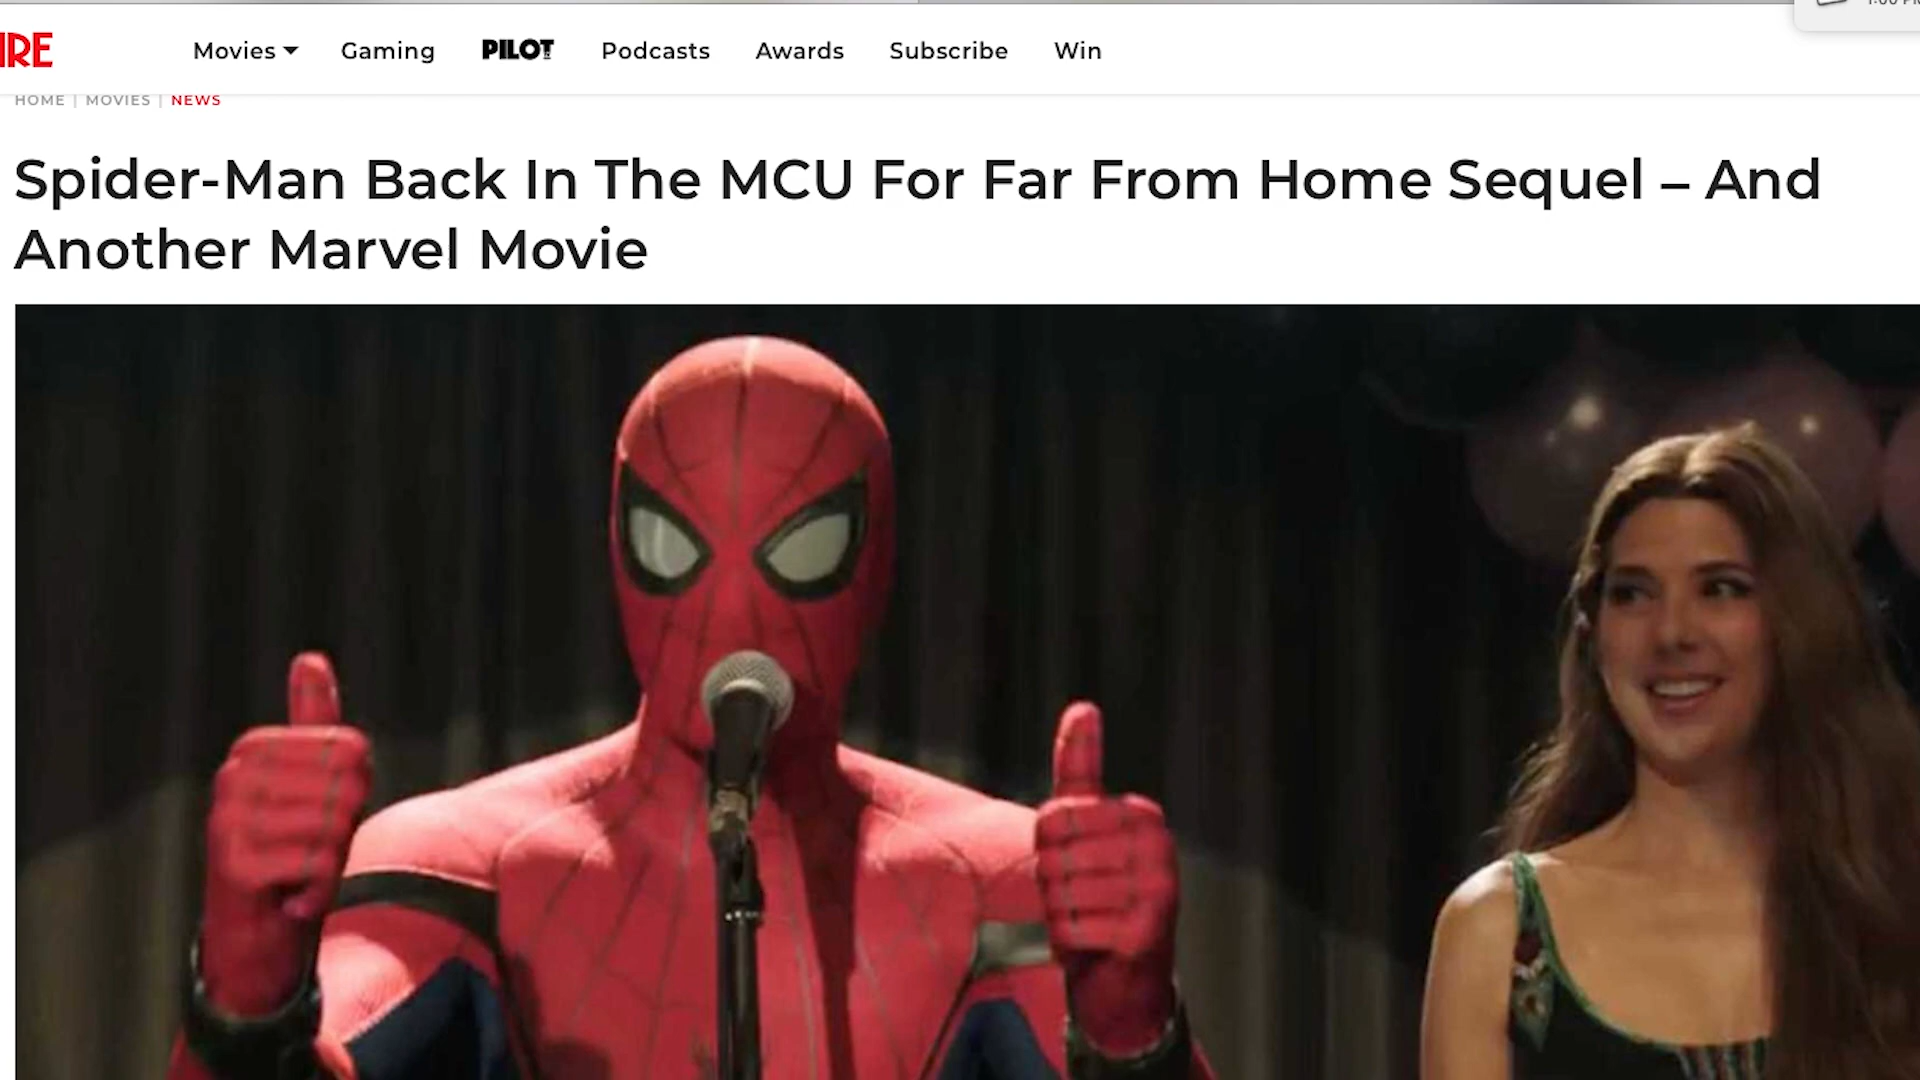 IRE Movies Gaming PILOT Podcasts Awards Subscribe Win
HOME | MOVIES | NEWS
Spider-Man Back In The MCU For Far From Home Sequel – And
Another Marvel Movie